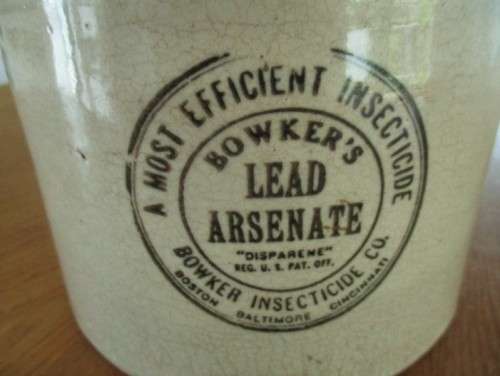 A MOST EFFICIENT INSECTICIDE
BOWKER'S
LEAD
ARSENATE
"DISPARENE"
REG. U. S. PAT. OFF.
BOWKER INSECTICIDE CO.
BOSTON BALTIMORE CINCINNATI